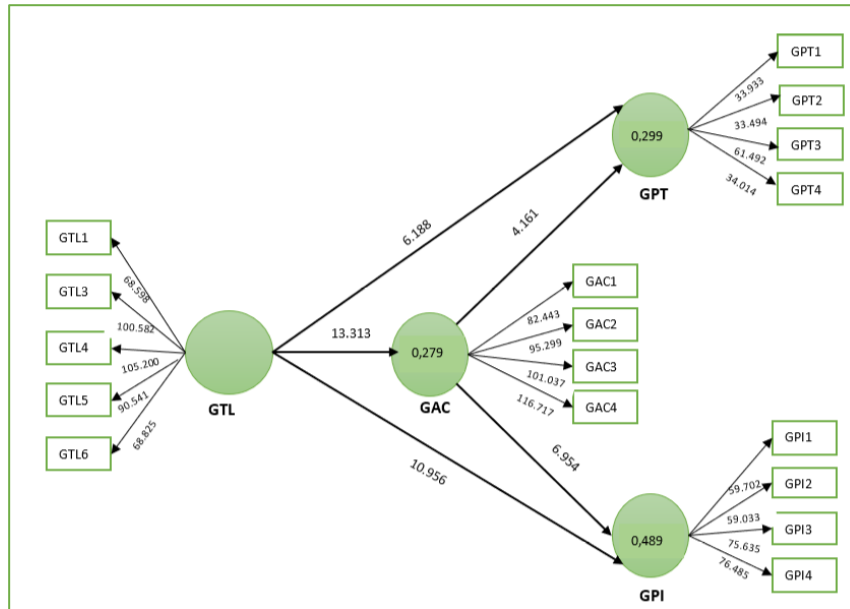 GTL1
GTL3
GTL4
GTL5
GTL6
68.598
100.582
105.200
90.541
68.825
GTL
6.188
13.313
10.956
0,279
GAC
4.161
6.954
GAC1
GAC2
GAC3
GAC4
82.443
95.299
101.037
116.717
0,299
GPT
33.933
33.494
61.492
34.014
GPT1
GPT2
GPT3
GPT4
0,489
GPI
59.702
59.033
75.635
76.485
GPI1
GPI2
GPI3
GPI4